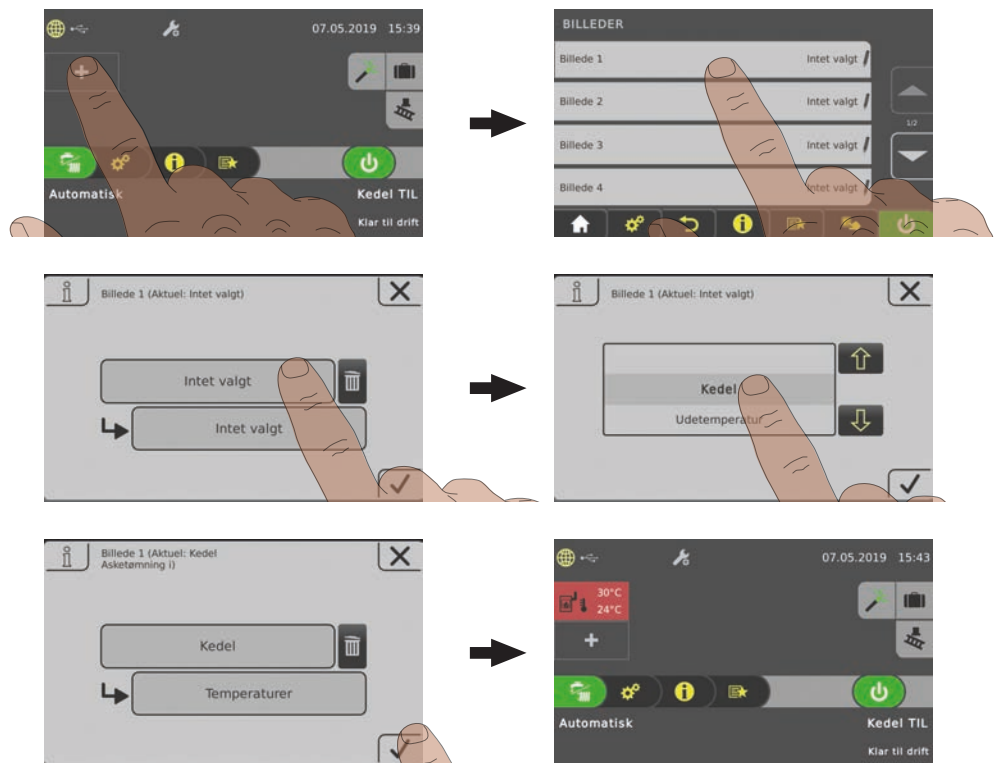 07.05.2019 15:39
+
Automatisk
Kedel TIL
Klar til drift
BILLEDER
Billede 1 Intet valgt
Billede 2 Intet valgt
1/2
Billede 3 Intet valgt
Billede 4 Intet valgt
Billede 1 (Aktuel: Intet valgt)
Intet valgt
Intet valgt
Billede 1 (Aktuel: Intet valgt)
Kedel
Udetemperatur
Billede 1 (Aktuel: Kedel
Asketømning i)
Kedel
Temperaturer
07.05.2019 15:43
30°C
24°C
+
Automatisk
Kedel TIL
Klar til drift